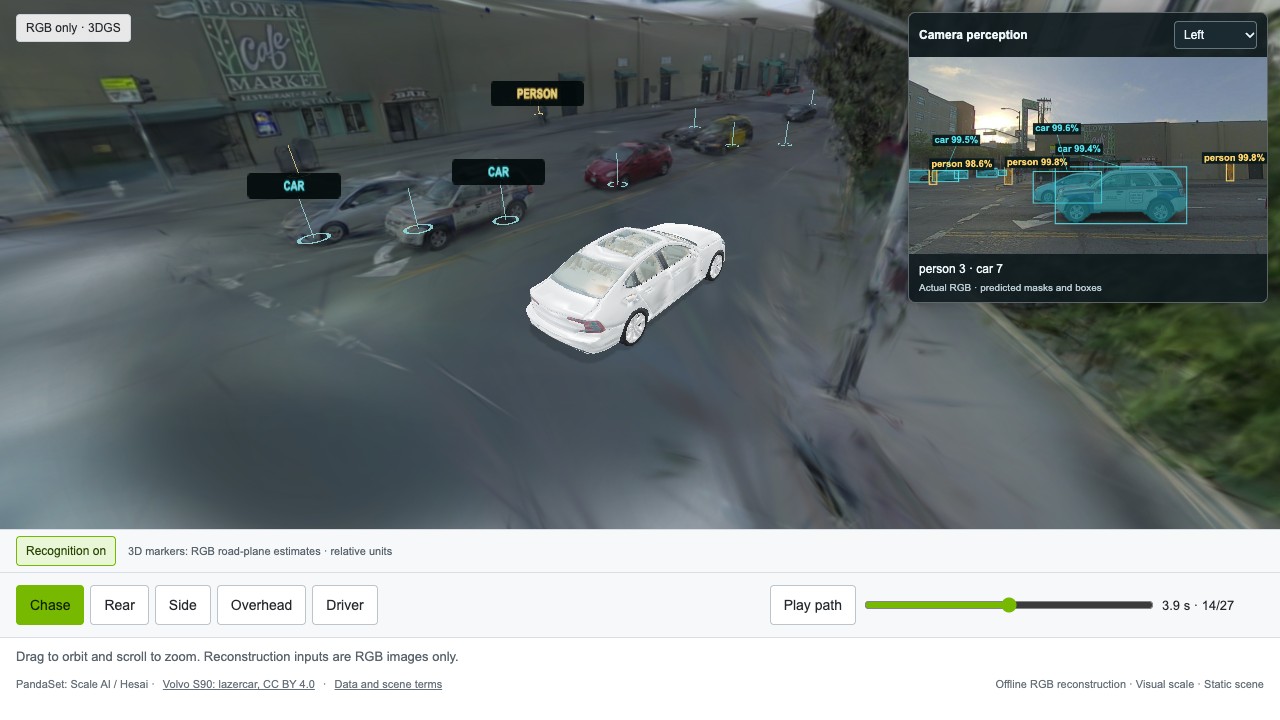 RGB only · 3DGS
FLOWER
Cafe
MARKET
RESTAURANT · BAR
COCKTAILS
BAR
PERSON
CAR
CAR
Camera perception
Left
FLOWER
car 99.6%
car 99.5%
car 99.4%
person 98.6%
person 99.8%
person 99.8%
person 3 · car 7
Actual RGB · predicted masks and boxes
Recognition on
3D markers: RGB road-plane estimates · relative units
Chase
Rear
Side
Overhead
Driver
Play path
3.9 s · 14/27
Drag to orbit and scroll to zoom. Reconstruction inputs are RGB images only.
PandaSet: Scale AI / Hesai · Volvo S90: lazercar, CC BY 4.0 · Data and scene terms
Offline RGB reconstruction · Visual scale · Static scene